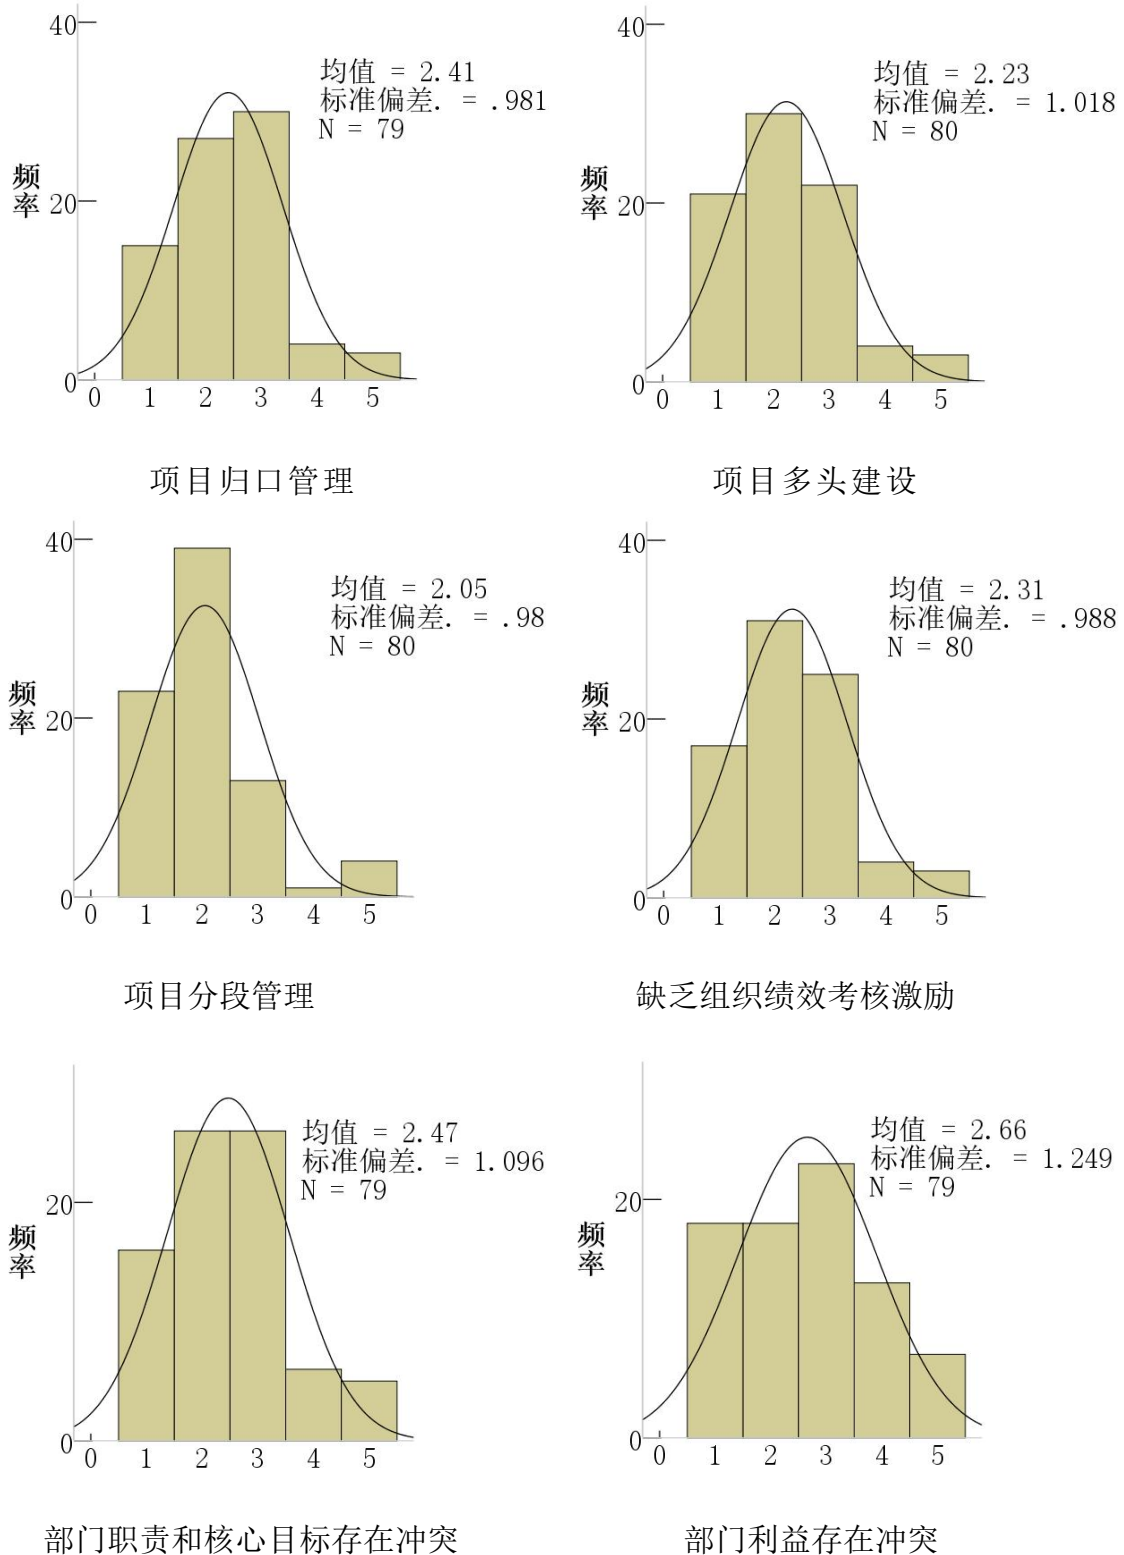 40
均值 = 2.41
标准偏差. = .981
N = 79
频
率
20
0
0 1 2 3 4 5
项目归口管理
40
均值 = 2.23
标准偏差. = 1.018
N = 80
频
率
20
0
0 1 2 3 4 5
项目多头建设
40
均值 = 2.05
标准偏差. = .98
N = 80
频
率
20
0
0 1 2 3 4 5
项目分段管理
40
均值 = 2.31
标准偏差. = .988
N = 80
频
率
20
0
0 1 2 3 4 5
缺乏组织绩效考核激励
均值 = 2.47
标准偏差. = 1.096
N = 79
20
频
率
0
0 1 2 3 4 5
部门职责和核心目标存在冲突
均值 = 2.66
标准偏差. = 1.249
N = 79
20
频
率
0
0 1 2 3 4 5
部门利益存在冲突